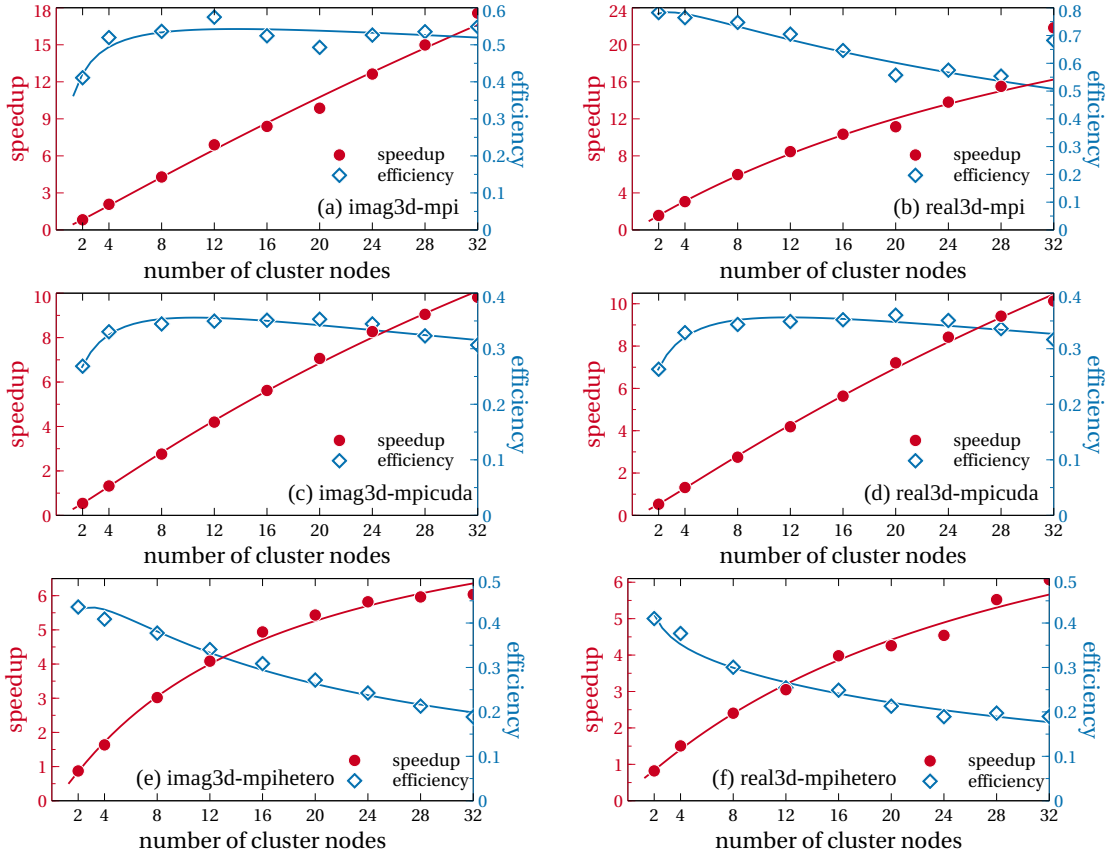 18
15
12
9
6
3
0
speedup
0.6
0.5
0.4
0.3
0.2
0.1
0
efficiency
speedup
efficiency
(a) imag3d-mpi
2 4 8 12 16 20 24 28 32
number of cluster nodes
24
20
16
12
8
4
0
speedup
0.8
0.7
0.6
0.5
0.4
0.3
0.2
0.1
0
efficiency
speedup
efficiency
(b) real3d-mpi
2 4 8 12 16 20 24 28 32
number of cluster nodes
10
8
6
4
2
0
speedup
0.4
0.3
0.2
0.1
0
efficiency
speedup
efficiency
(c) imag3d-mpicuda
2 4 8 12 16 20 24 28 32
number of cluster nodes
10
8
6
4
2
0
speedup
0.4
0.3
0.2
0.1
0
efficiency
speedup
efficiency
(d) real3d-mpicuda
2 4 8 12 16 20 24 28 32
number of cluster nodes
6
5
4
3
2
1
0
speedup
0.5
0.4
0.3
0.2
0.1
0
efficiency
speedup
efficiency
(e) imag3d-mpihetero
2 4 8 12 16 20 24 28 32
number of cluster nodes
6
5
4
3
2
1
0
speedup
0.5
0.4
0.3
0.2
0.1
0
efficiency
speedup
efficiency
(f) real3d-mpihetero
2 4 8 12 16 20 24 28 32
number of cluster nodes